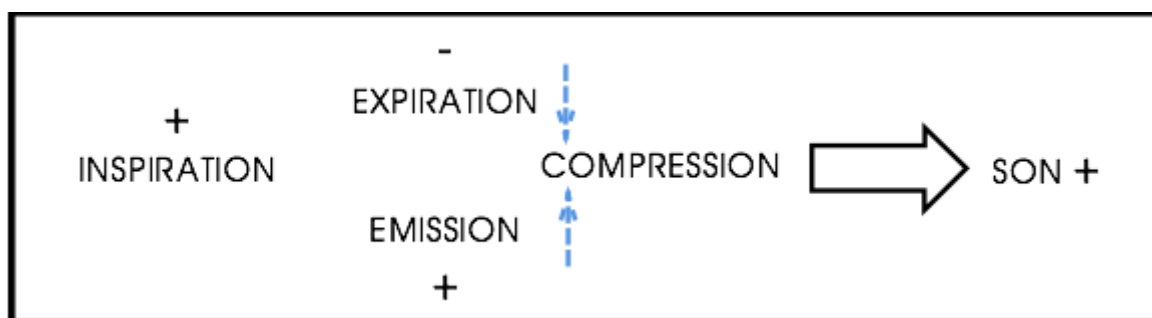 -
EXPIRATION
+
INSPIRATION
COMPRESSION
SON +
EMISSION
+